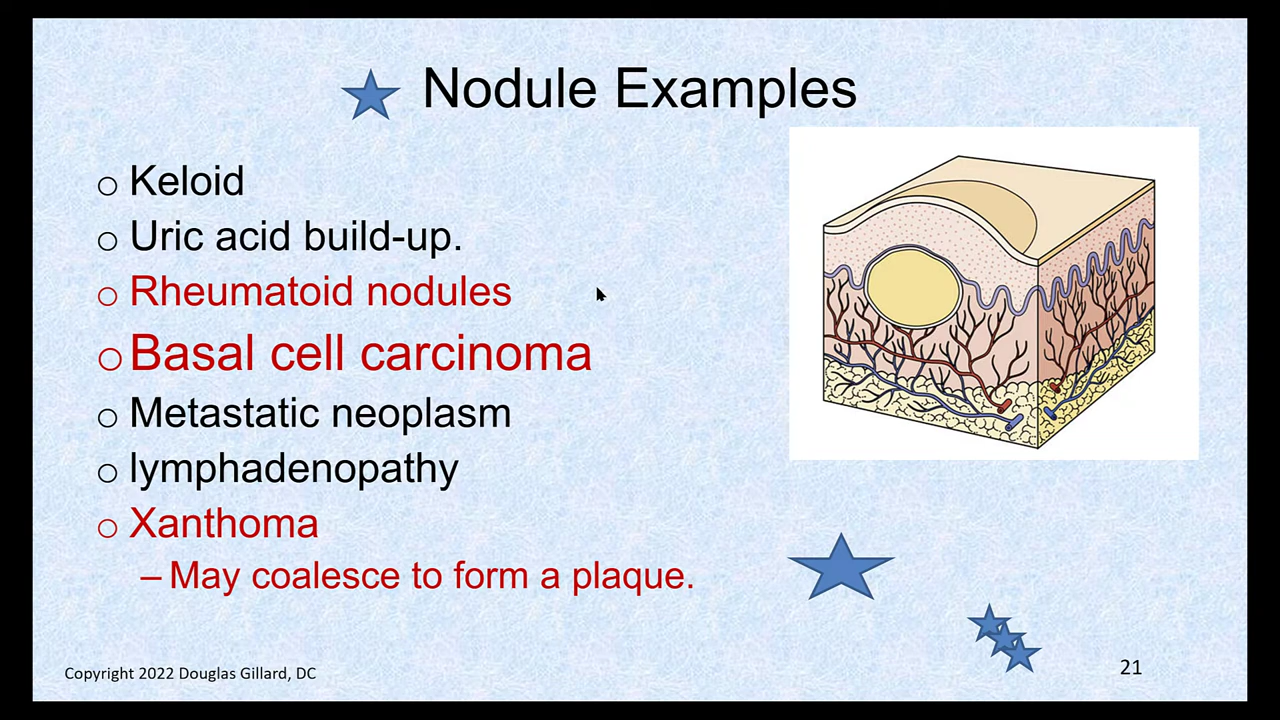 Nodule Examples
o Keloid
o Uric acid build-up.
o Rheumatoid nodules
o Basal cell carcinoma
o Metastatic neoplasm
o lymphadenopathy
o Xanthoma
– May coalesce to form a plaque.
Copyright 2022 Douglas Gillard, DC
21